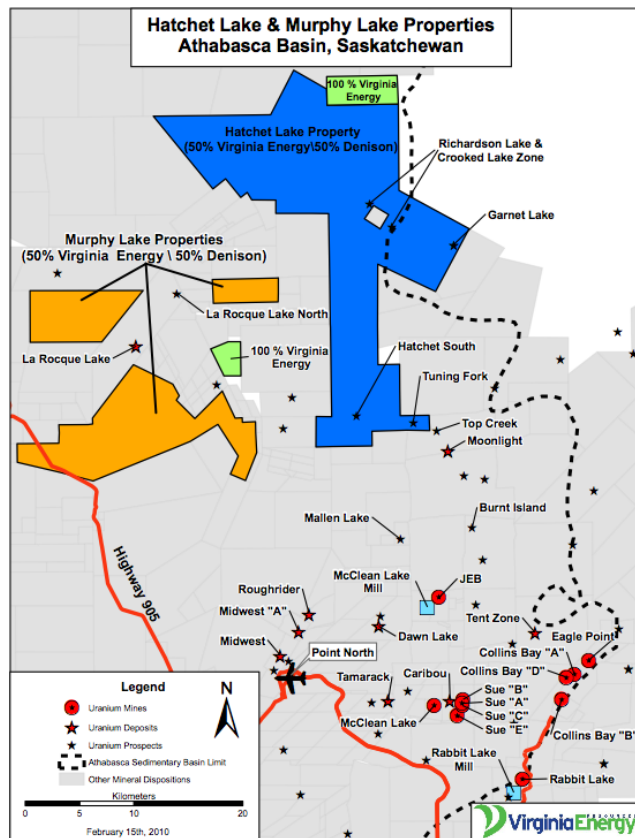 Hatchet Lake & Murphy Lake Properties
Athabasca Basin, Saskatchewan
100 % Virginia
Energy
Hatchet Lake Property
(50% Virginia Energy\50% Denison)
Richardson Lake &
Crooked Lake Zone
Garnet Lake
Murphy Lake Properties
(50% Virginia Energy \ 50% Denison)
La Rocque Lake North
La Rocque Lake
100 % Virginia
Energy
Hatchet South
Tuning Fork
Top Creek
Moonlight
Burnt Island
Mallen Lake
Highway 905
McClean Lake
Mill
JEB
Roughrider
Midwest "A"
Dawn Lake
Tent Zone
Eagle Point
Collins Bay "A"
Collins Bay "D"
Midwest
Point North
Tamarack
Caribou
Sue "B"
Sue "A"
Sue "C"
Sue "E"
McClean Lake
Collins Bay "B"
Rabbit Lake
Mill
Rabbit Lake
Legend
N
Uranium Mines
Uranium Deposits
Uranium Prospects
Athabasca Sedimentary Basin Limit
Other Mineral Dispositions
Kilometers
0 10 20
February 15th, 2010
VirginiaEnergy